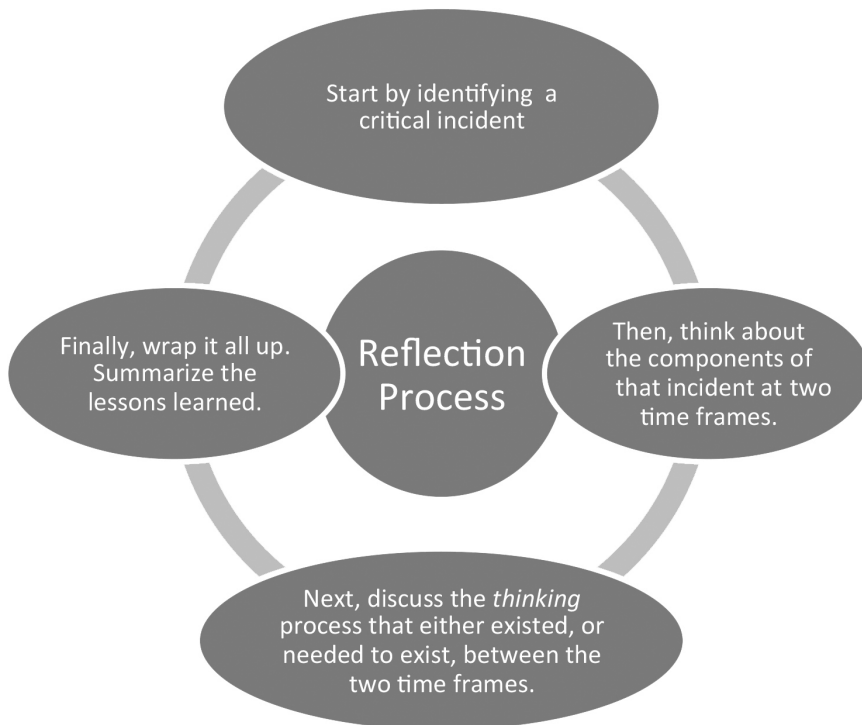 Start by identifying a
critical incident
Then, think about
the components of
that incident at two
time frames.
Next, discuss the thinking
process that either existed, or
needed to exist, between the
two time frames.
Finally, wrap it all up.
Summarize the
lessons learned.
Reflection
Process